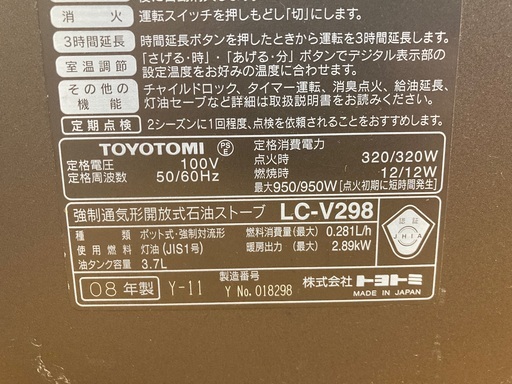 消火 運転スイッチを押しもどし「切」にします。
3時間延長 時間延長ボタンを押したときから運転を3時間延長します。
室温調節 「さげる・時」・「あげる・分」ボタンでデジタル表示部の
設定温度をお好みの温度に合わせます。
その他の
機能 チャイルドロック、タイマー運転、消臭点火、給油延長、
灯油セーブなど詳細は取扱説明書をお読みください。
定期点検 2シーズンに1回程度、点検を依頼されることをおすすめします。
TOYOTOMI PSE
定格電圧 100V
定格周波数 50/60Hz
定格消費電力
点火時 320/320W
燃焼時 12/12W
最大950/950W[点火初期に短時間発生]
強制通気形開放式石油ストーブ LC-V298
種類 ポット式・強制対流形
使用燃料 灯油(JIS1号)
油タンク容量 3.7L
燃料消費量(最大) 0.281L/h
暖房出力(最大) 2.89kW
認証
JHIA
08年製 Y-11
製造番号
Y No. 018298
株式会社トヨトミ
MADE IN JAPAN